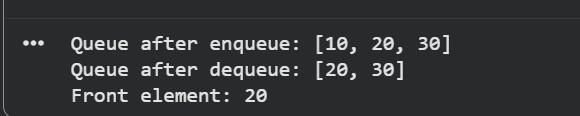 Queue after enqueue: [10, 20, 30]
Queue after dequeue: [20, 30]
Front element: 20